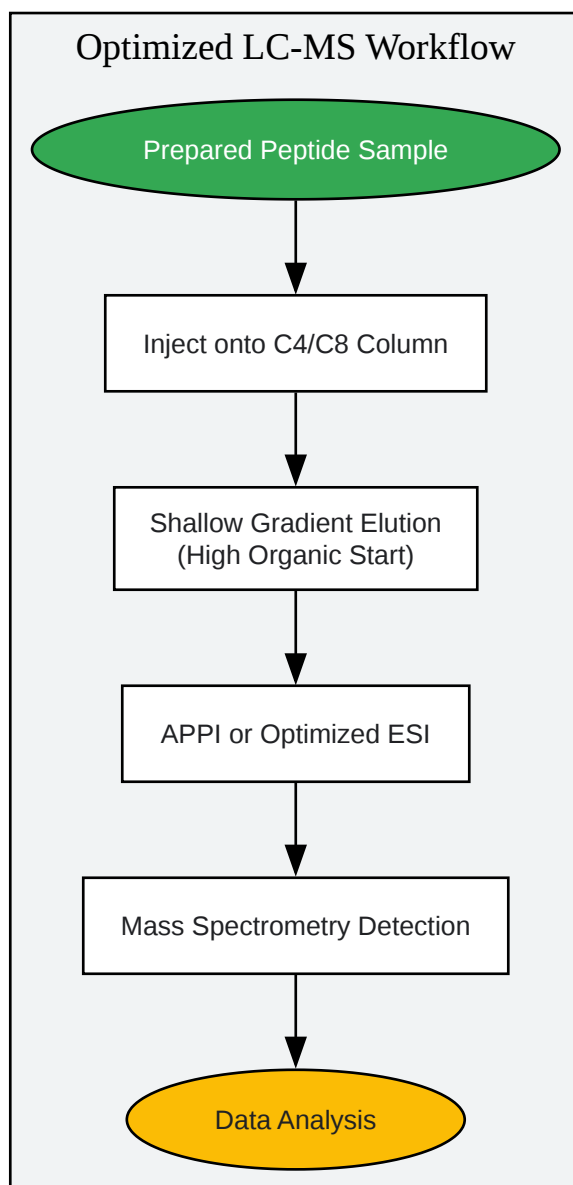 Optimized LC-MS Workflow
Prepared Peptide Sample
Inject onto C4/C8 Column
Shallow Gradient Elution
(High Organic Start)
APPI or Optimized ESI
Mass Spectrometry Detection
Data Analysis